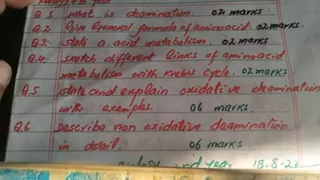 Q.1 What is deamination. 02 marks.
Q.2 Give General formula of aminoacid. 02 marks.
Q.3. State a acid metabolism. 02 marks.
Q.4. sketch different links of aminoacid
metabolism with Krebs cycle. 02 marks
Q.5 state and explain oxidative deamination
with examples. 06 marks.
Q.6 Describe non oxidative deamination
in detail. 06 marks.
year 18-8-2